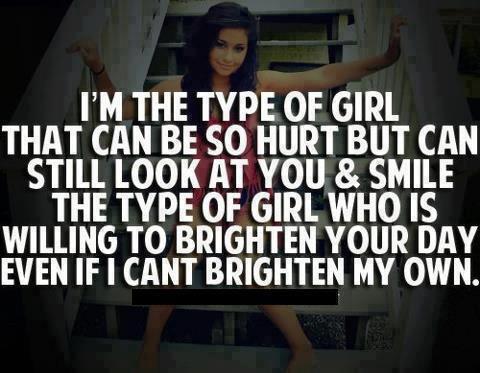 I'M THE TYPE OF GIRL
THAT CAN BE SO HURT BUT CAN
STILL LOOK AT YOU & SMILE
THE TYPE OF GIRL WHO IS
WILLING TO BRIGHTEN YOUR DAY
EVEN IF I CANT BRIGHTEN MY OWN.